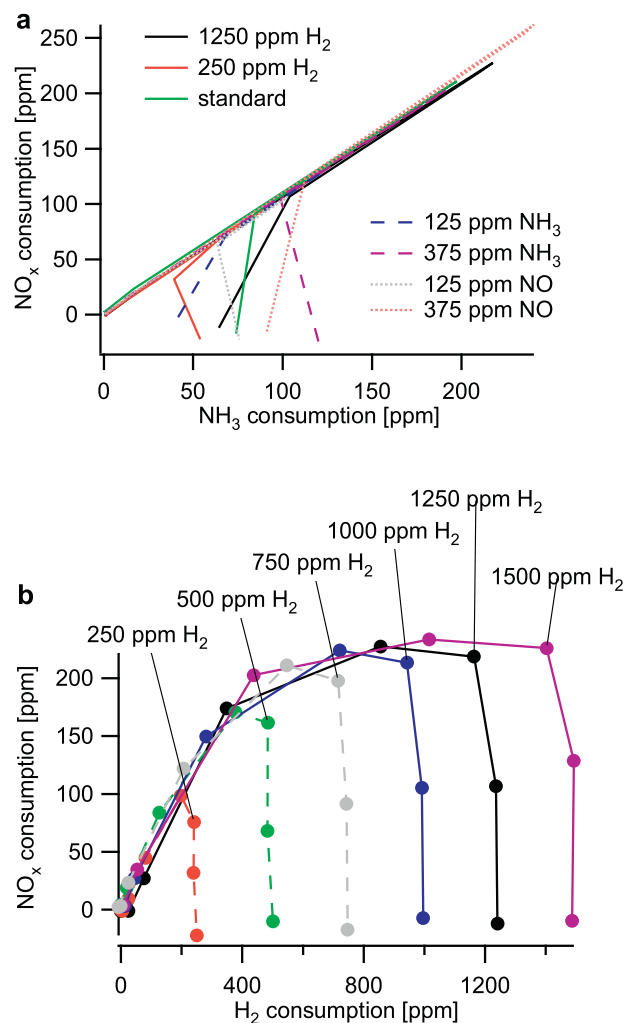 a
250
200
150
100
50
0
NOx consumption [ppm]
1250 ppm H2
250 ppm H2
standard
125 ppm NH3
375 ppm NH3
125 ppm NO
375 ppm NO
0 50 100 150 200
NH3 consumption [ppm]
b
250 ppm H2
500 ppm H2
750 ppm H2
1000 ppm H2
1250 ppm H2
1500 ppm H2
200
150
100
50
0
NOx consumption [ppm]
0 400 800 1200
H2 consumption [ppm]